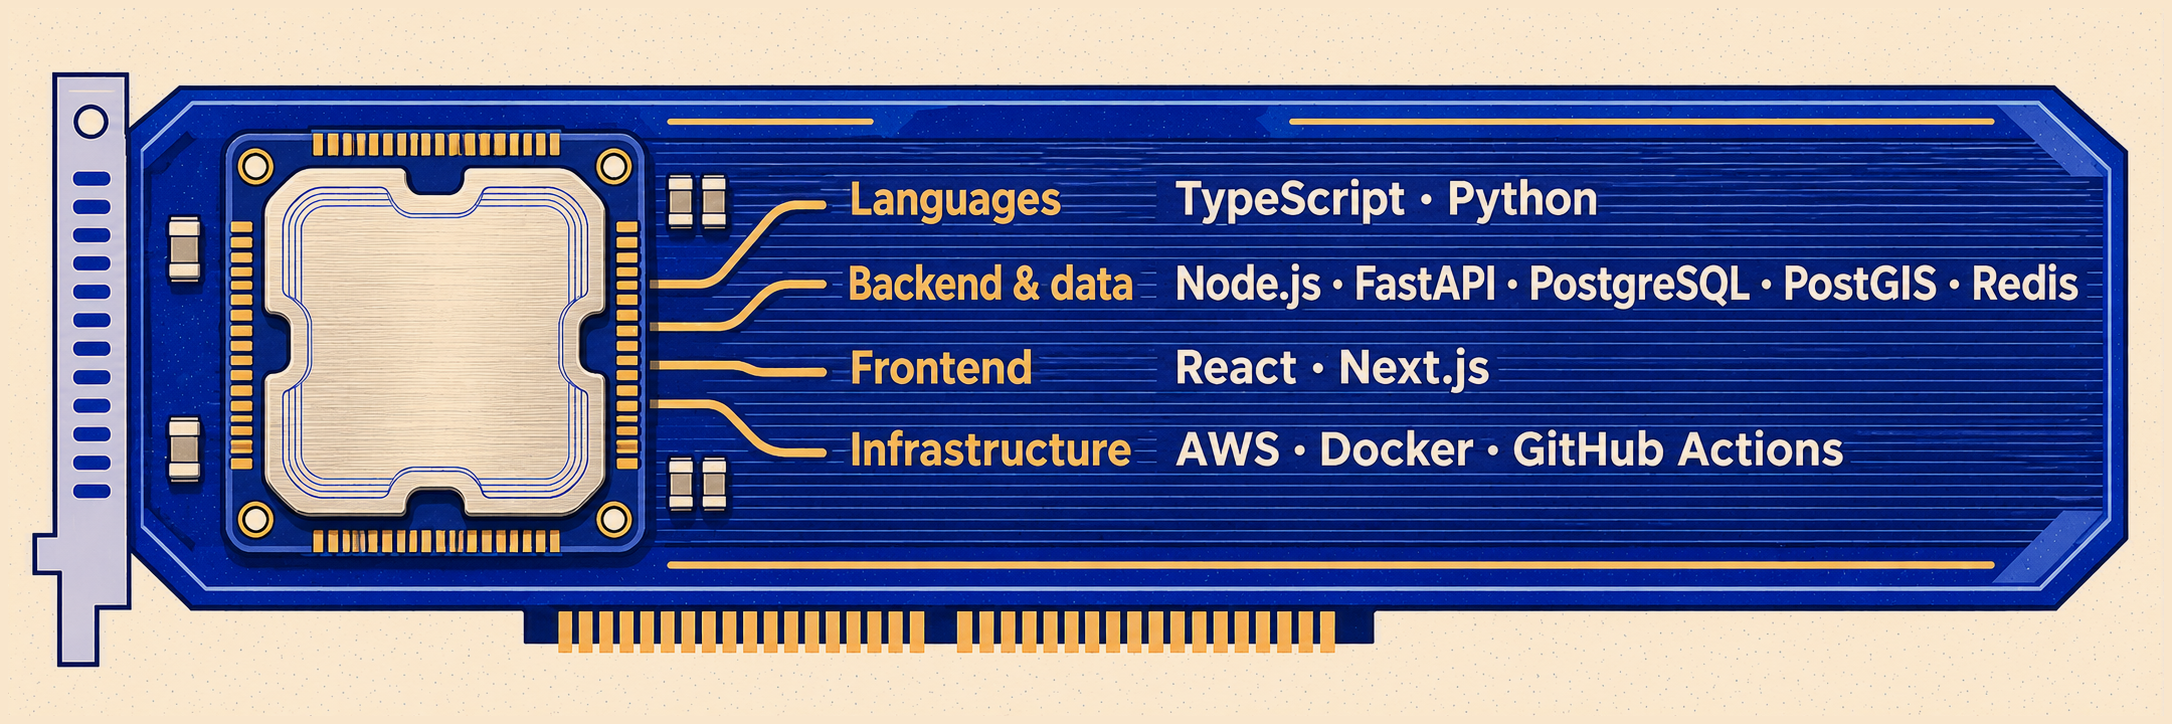 Languages TypeScript · Python
Backend & data Node.js · FastAPI · PostgreSQL · PostGIS · Redis
Frontend React · Next.js
Infrastructure AWS · Docker · GitHub Actions